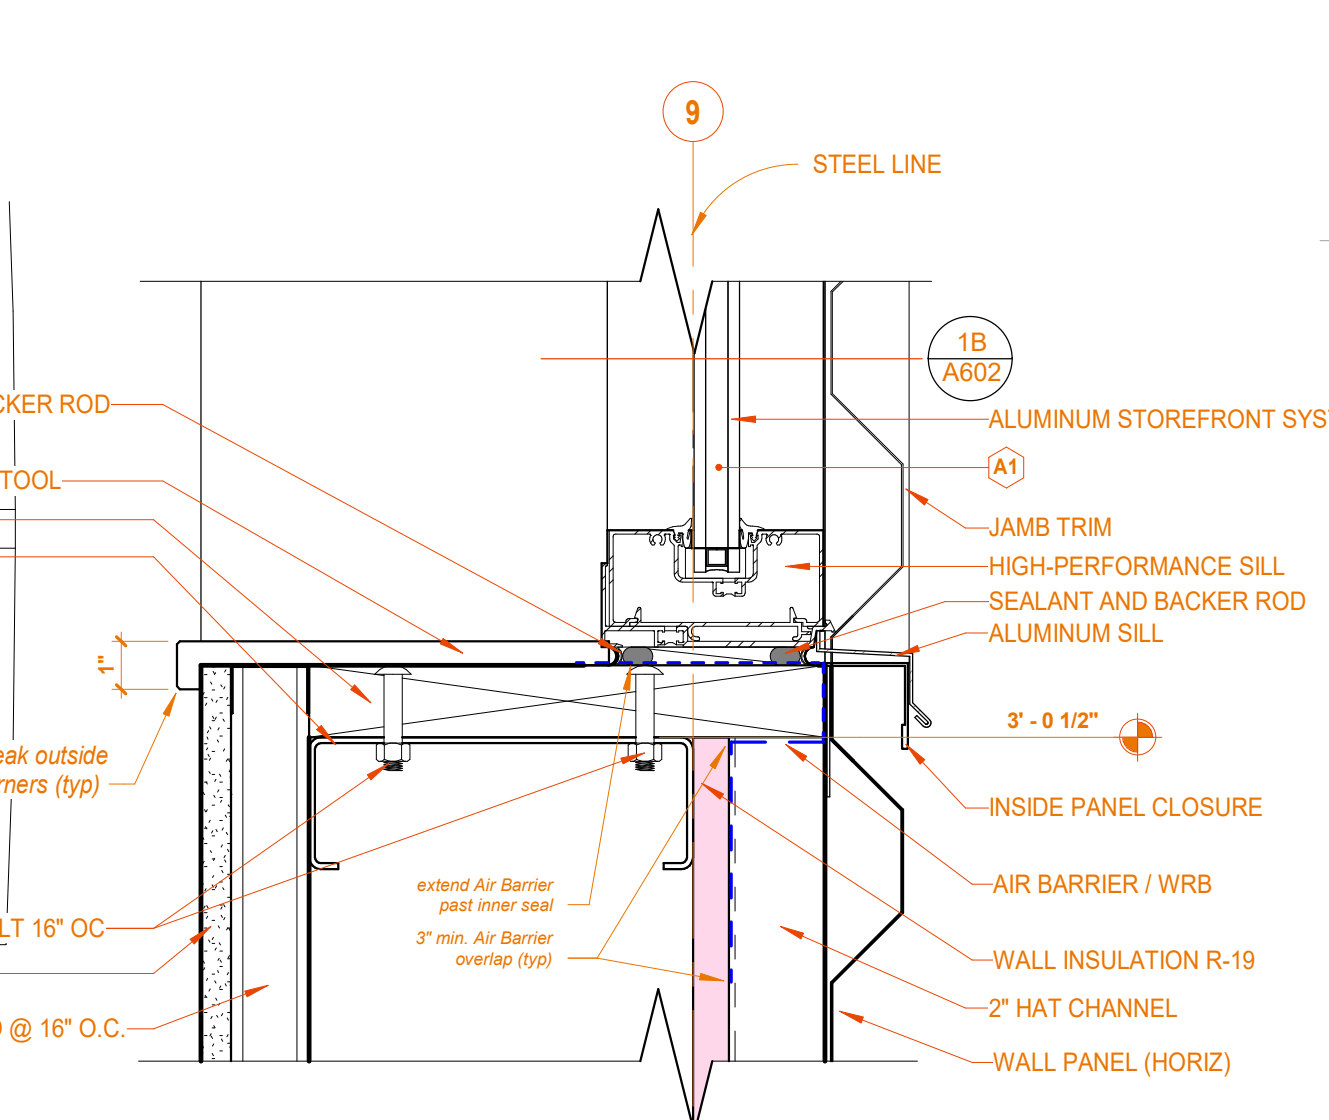 9
STEEL LINE
1B
A602
CKER ROD
ALUMINUM STOREFRONT SYS
A1
TOOL
JAMB TRIM
HIGH-PERFORMANCE SILL
SEALANT AND BACKER ROD
ALUMINUM SILL
1"
3' - 0 1/2"
eak outside
rners (typ)
INSIDE PANEL CLOSURE
extend Air Barrier
past inner seal
AIR BARRIER / WRB
LT 16" OC
3" min. Air Barrier
overlap (typ)
WALL INSULATION R-19
2" HAT CHANNEL
@ 16" O.C.
WALL PANEL (HORIZ)